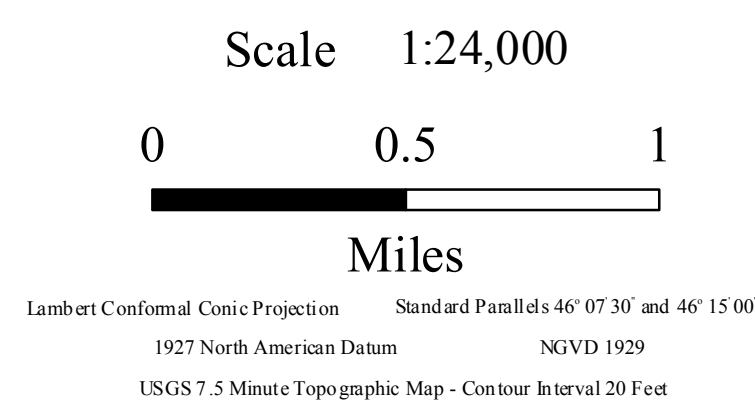 Scale 1:24,000
0 0.5 1
Miles
Lambert Conformal Conic Projection Standard Parallels 46° 07' 30" and 46° 15' 00"
1927 North American Datum NGVD 1929
USGS 7.5 Minute Topographic Map - Contour Interval 20 Feet